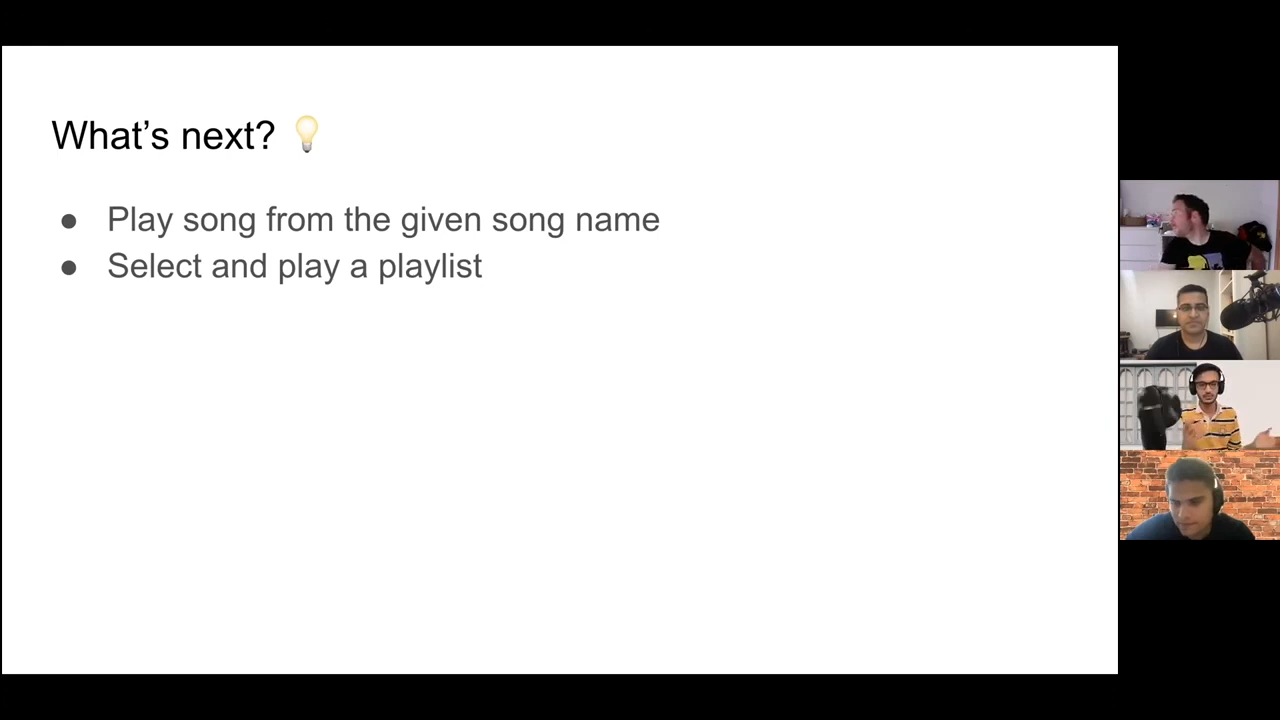 What's next? 💡
● Play song from the given song name
● Select and play a playlist